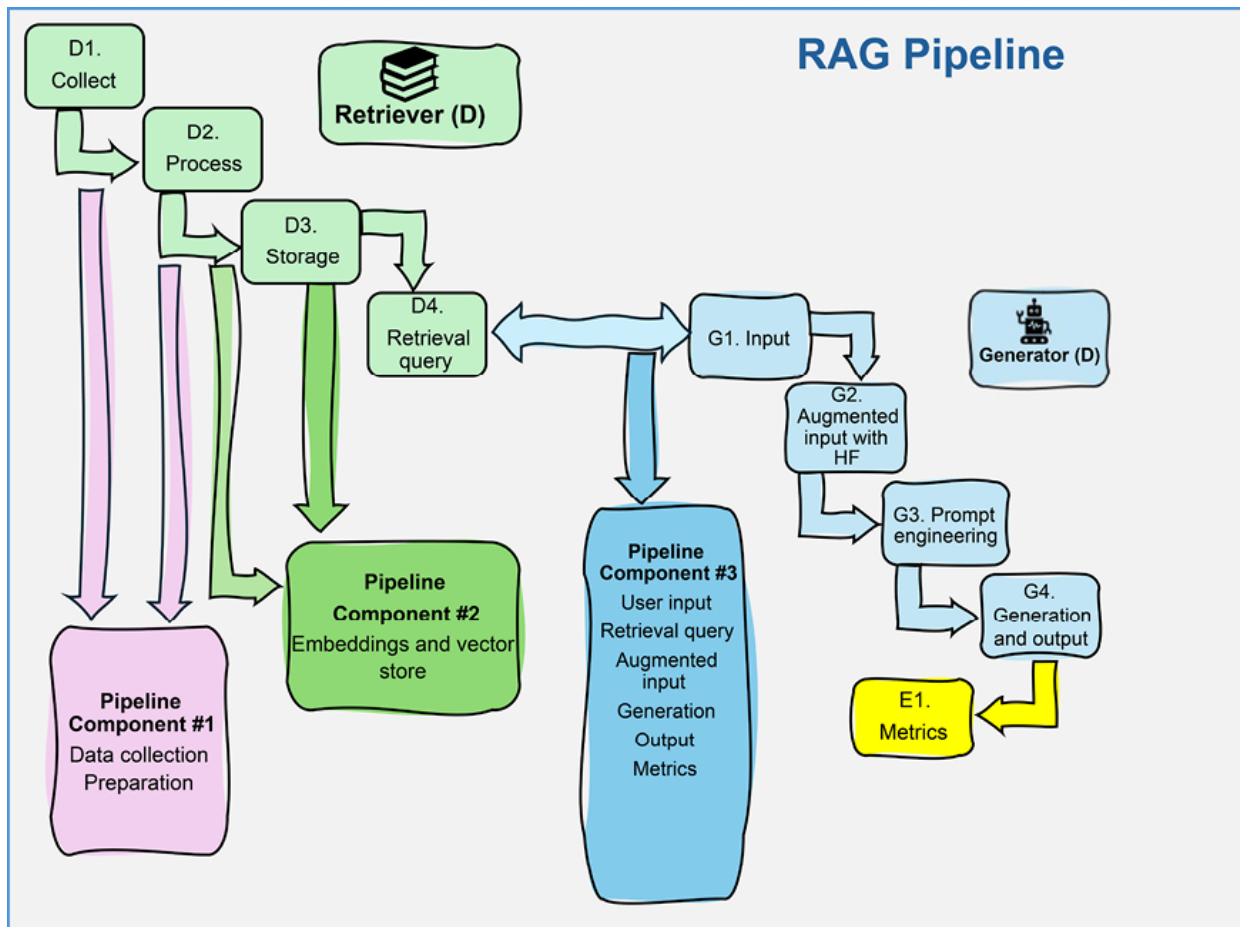 RAG Pipeline
D1.
Collect
Retriever (D)
D2.
Process
D3.
Storage
D4.
Retrieval
query
G1. Input
Generator (D)
G2.
Augmented
input with
HF
G3. Prompt
engineering
G4.
Generation
and output
E1.
Metrics
Pipeline
Component #1
Data collection
Preparation
Pipeline
Component #2
Embeddings and vector
store
Pipeline
Component #3
User input
Retrieval query
Augmented
input
Generation
Output
Metrics